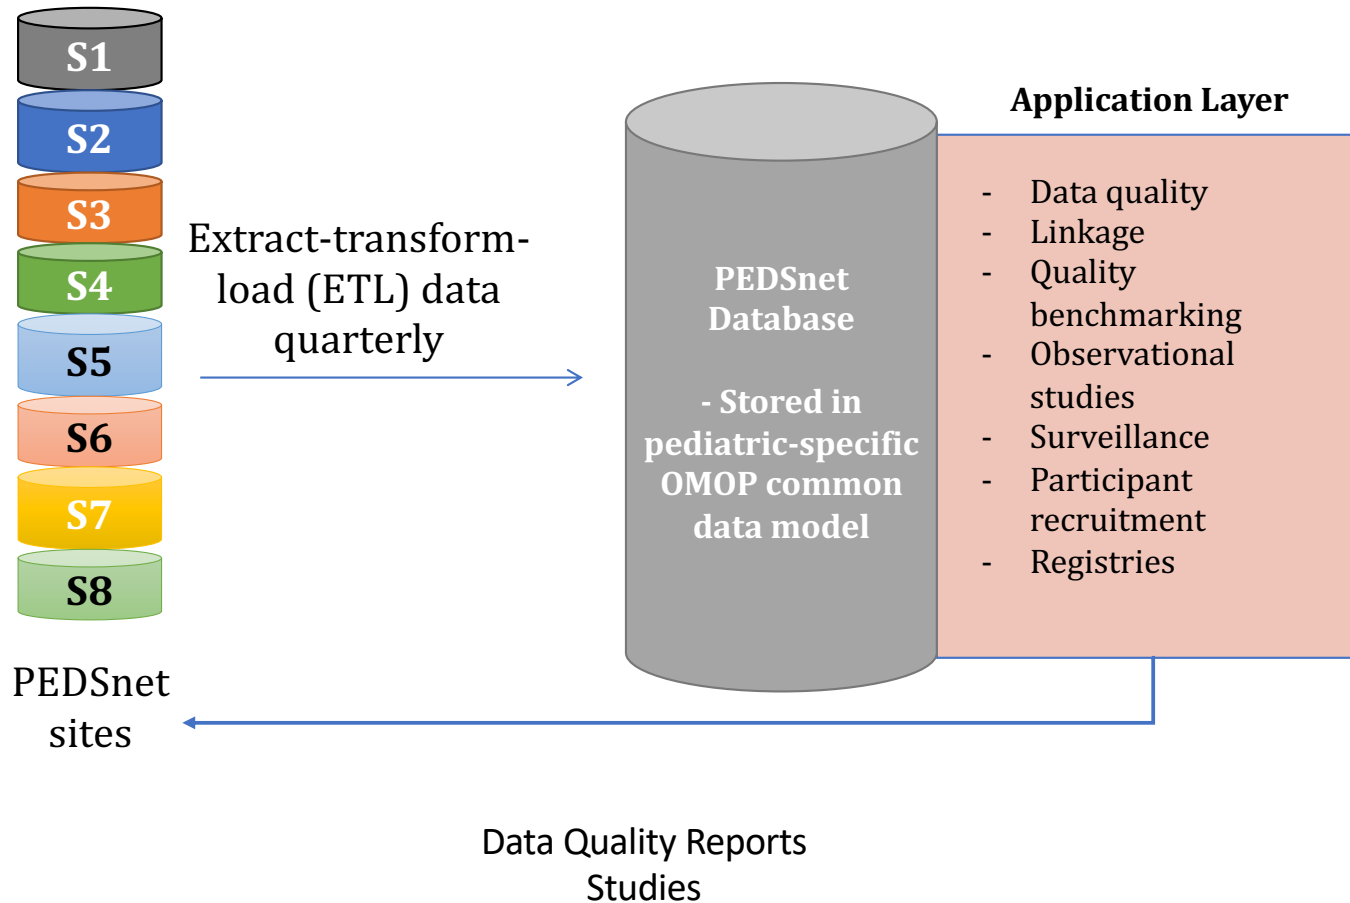 S1
S2
S3
S4
S5
S6
S7
S8
PEDSnet
sites
Extract-transform-
load (ETL) data
quarterly
PEDSnet
Database
- Stored in
pediatric-specific
OMOP common
data model
Application Layer
- Data quality
- Linkage
- Quality
benchmarking
- Observational
studies
- Surveillance
- Participant
recruitment
- Registries
Data Quality Reports
Studies